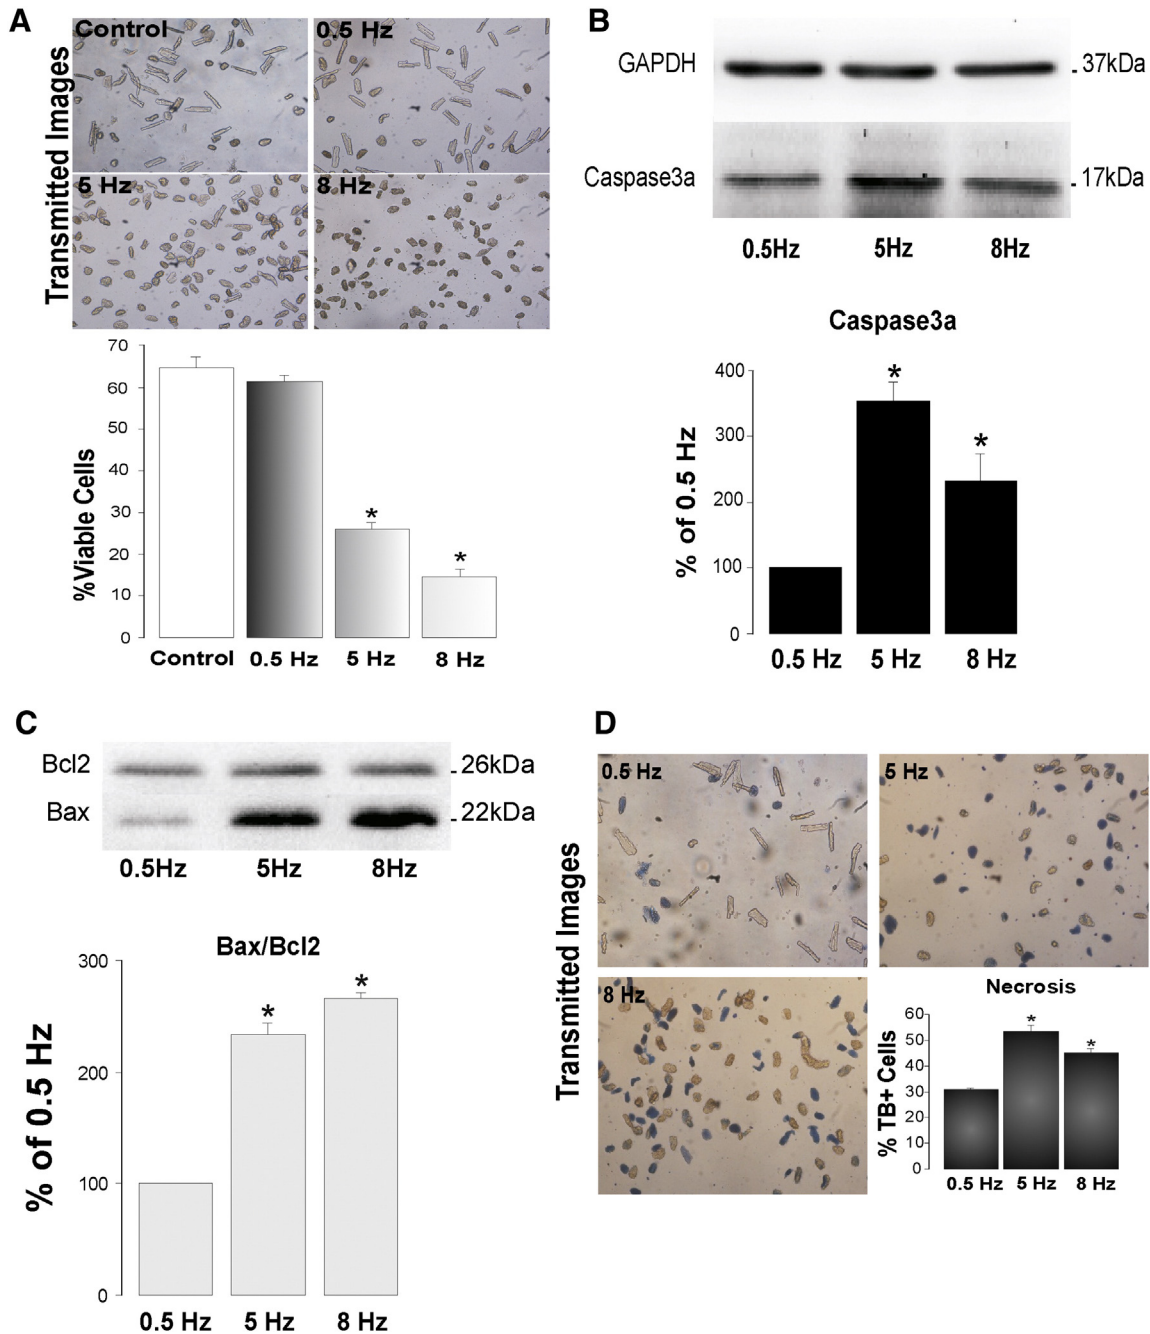 A
Transmitted Images
Control
0.5 Hz
5 Hz
8 Hz
%Viable Cells
70
60
50
40
30
20
10
0
*
*
Control 0.5 Hz 5 Hz 8 Hz
B
GAPDH
37kDa
Caspase3a
17kDa
0.5Hz 5Hz 8Hz
Caspase3a
% of 0.5 Hz
400
300
200
100
0
*
*
0.5 Hz 5 Hz 8 Hz
C
Bcl2
26kDa
Bax
22kDa
0.5Hz 5Hz 8Hz
Bax/Bcl2
% of 0.5 Hz
300
200
100
0
*
*
0.5 Hz 5 Hz 8 Hz
D
Transmitted Images
0.5 Hz
5 Hz
8 Hz
Necrosis
% TB+ Cells
60
50
40
30
20
10
0
*
*
0.5 Hz 5 Hz 8 Hz